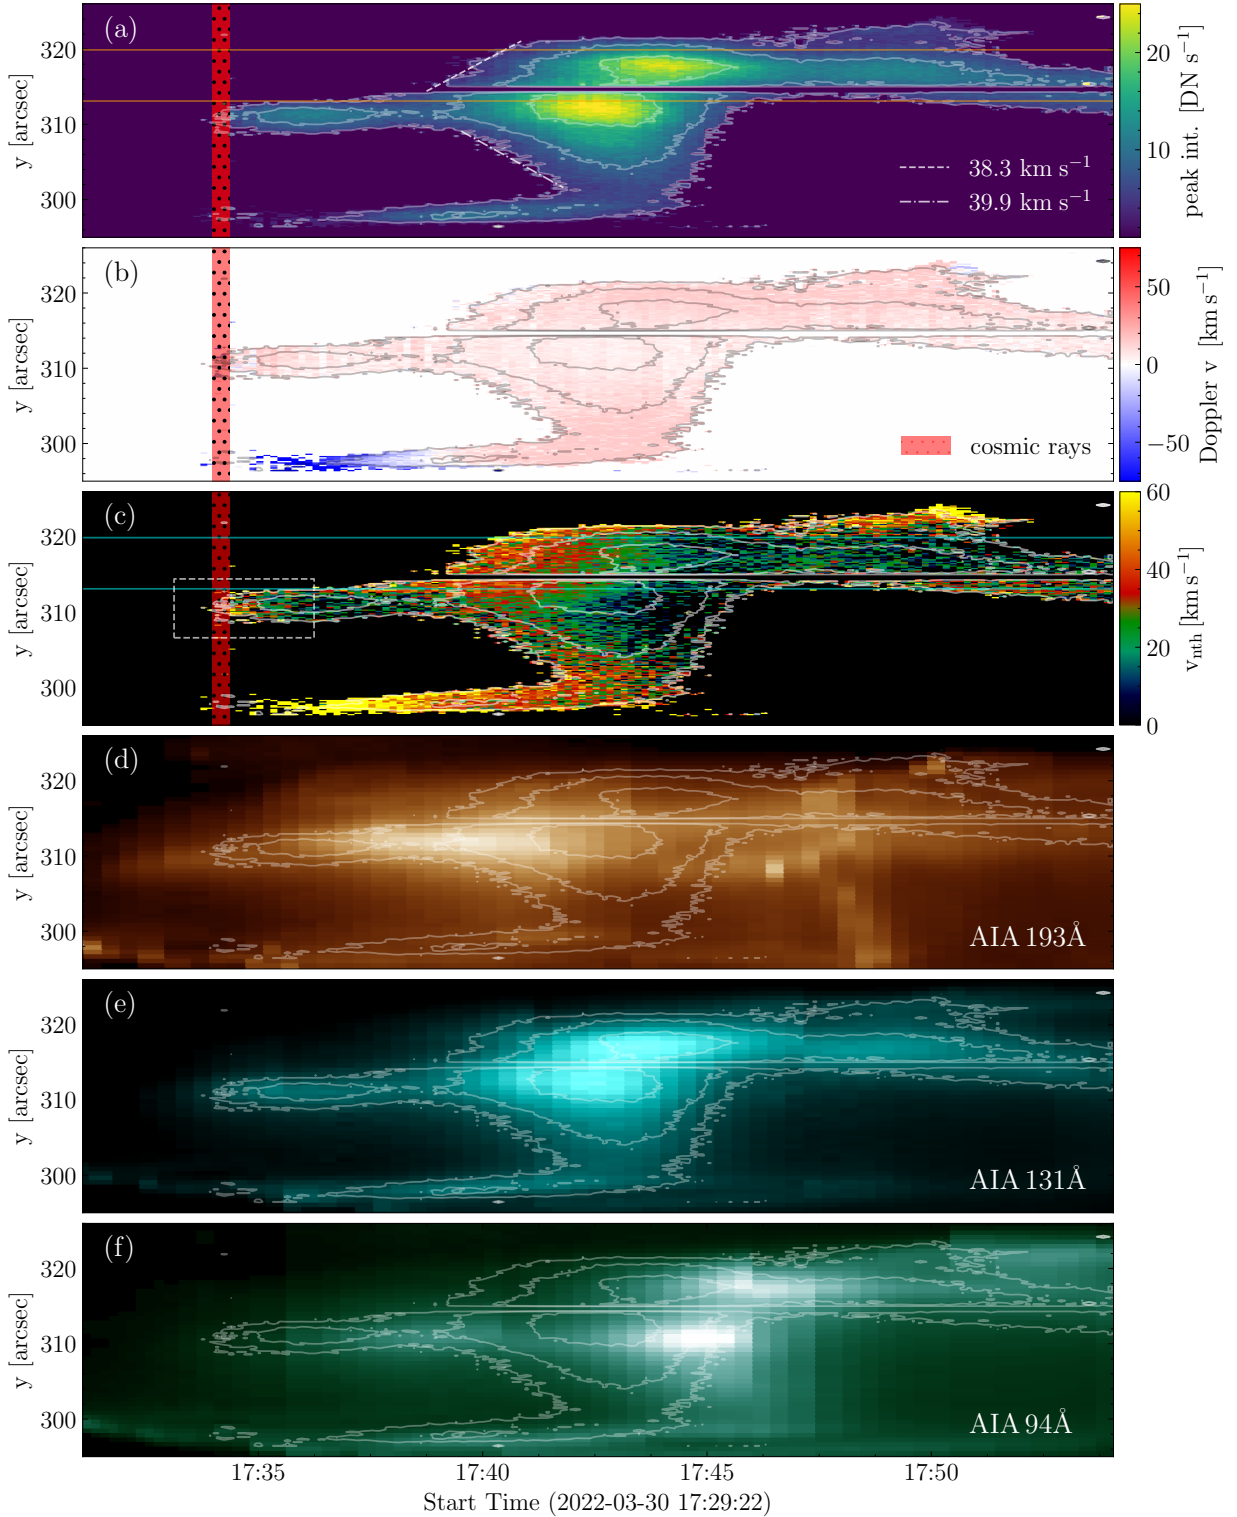 (a)
y [arcsec]
320
310
300
38.3 km s⁻¹
39.9 km s⁻¹
20
10
peak int. [DN s⁻¹]
(b)
y [arcsec]
320
310
300
cosmic rays
50
0
−50
Doppler v [km s⁻¹]
(c)
y [arcsec]
320
310
300
60
40
20
0
vₙₜₕ [km s⁻¹]
(d)
y [arcsec]
320
310
300
AIA 193Å
(e)
y [arcsec]
320
310
300
AIA 131Å
(f)
y [arcsec]
320
310
300
AIA 94Å
17:35 17:40 17:45 17:50
Start Time (2022-03-30 17:29:22)